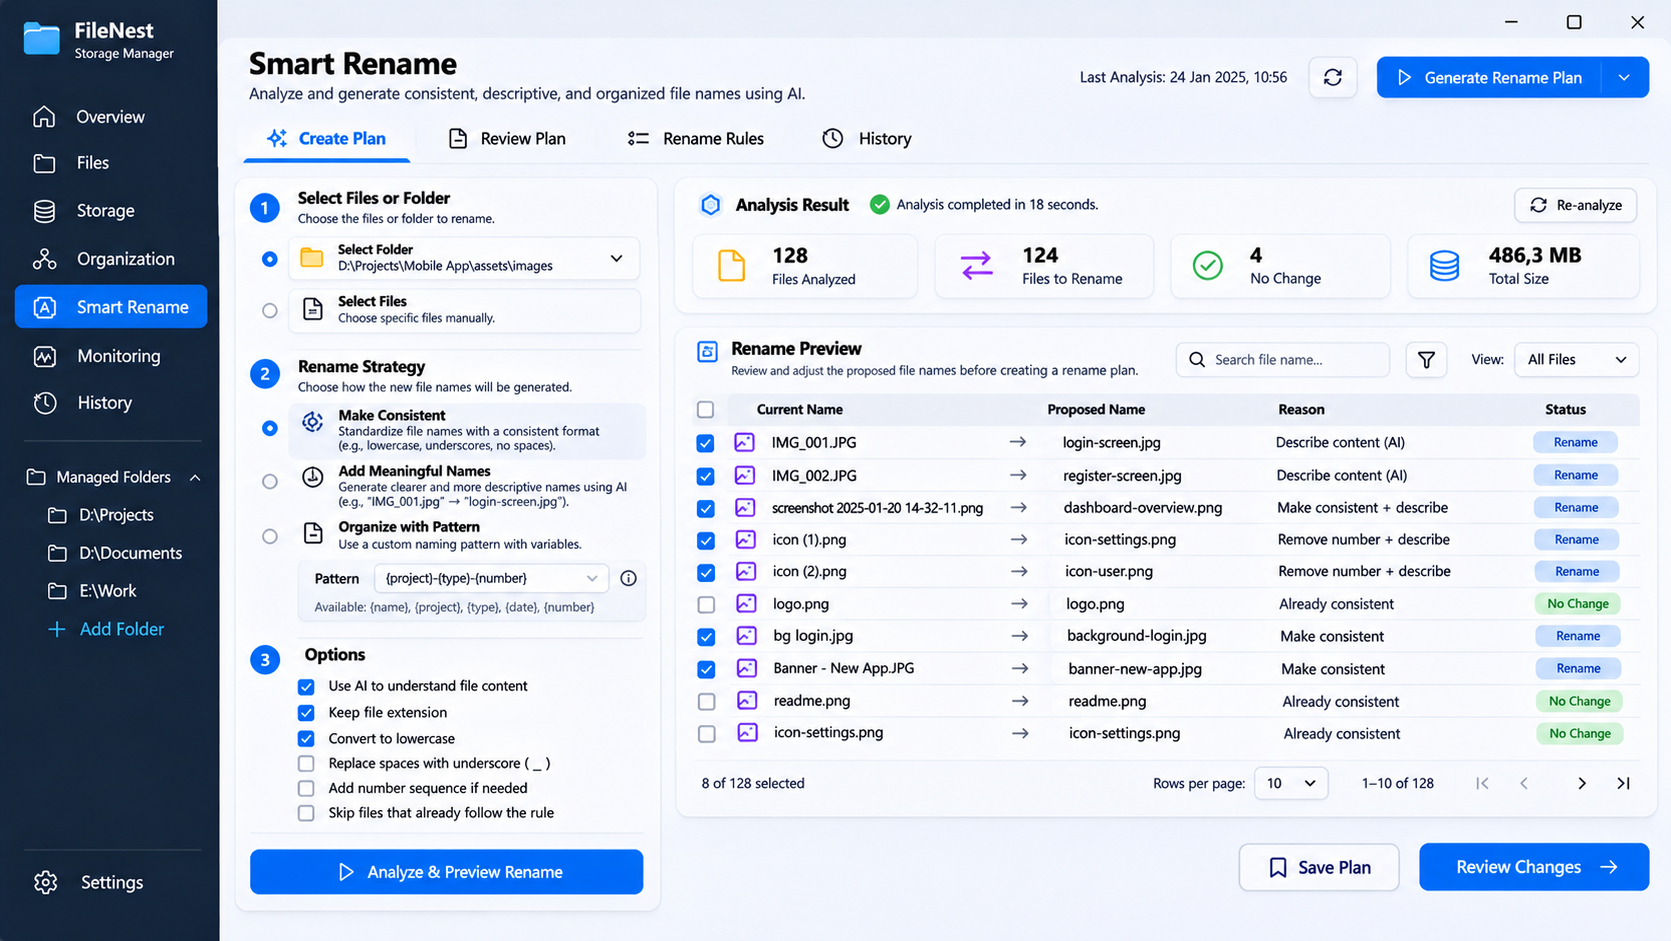 FileNest
Storage Manager
Overview
Files
Storage
Organization
Smart Rename
Monitoring
History
Managed Folders
D:\Projects
D:\Documents
E:\Work
Add Folder
Settings
Smart Rename
Analyze and generate consistent, descriptive, and organized file names using AI.
Last Analysis: 24 Jan 2025, 10:56
Generate Rename Plan
Create Plan
Review Plan
Rename Rules
History
1
Select Files or Folder
Choose the files or folder to rename.
Select Folder
D:\Projects\Mobile App\assets\images
Select Files
Choose specific files manually.
2
Rename Strategy
Choose how the new file names will be generated.
Make Consistent
Standardize file names with a consistent format
(e.g., lowercase, underscores, no spaces).
Add Meaningful Names
Generate clearer and more descriptive names using AI
(e.g., “IMG_001.jpg” → “login-screen.jpg”).
Organize with Pattern
Use a custom naming pattern with variables.
Pattern {project}-{type}-{number}
Available: {name}, {project}, {type}, {date}, {number}
3
Options
Use AI to understand file content
Keep file extension
Convert to lowercase
Replace spaces with underscore ( _ )
Add number sequence if needed
Skip files that already follow the rule
Analyze & Preview Rename
Analysis Result
Analysis completed in 18 seconds.
Re-analyze
128
Files Analyzed
124
Files to Rename
4
No Change
486,3 MB
Total Size
Rename Preview
Review and adjust the proposed file names before creating a rename plan.
Search file name...
View: All Files
Current Name Proposed Name Reason Status
IMG_001.JPG → login-screen.jpg Describe content (AI) Rename
IMG_002.JPG → register-screen.jpg Describe content (AI) Rename
screenshot 2025-01-20 14-32-11.png → dashboard-overview.png Make consistent + describe Rename
icon (1).png → icon-settings.png Remove number + describe Rename
icon (2).png → icon-user.png Remove number + describe Rename
logo.png → logo.png Already consistent No Change
bg login.jpg → background-login.jpg Make consistent Rename
Banner - New App.JPG → banner-new-app.jpg Make consistent Rename
readme.png → readme.png Already consistent No Change
icon-settings.png → icon-settings.png Already consistent No Change
8 of 128 selected
Rows per page: 10
1–10 of 128
Save Plan
Review Changes →